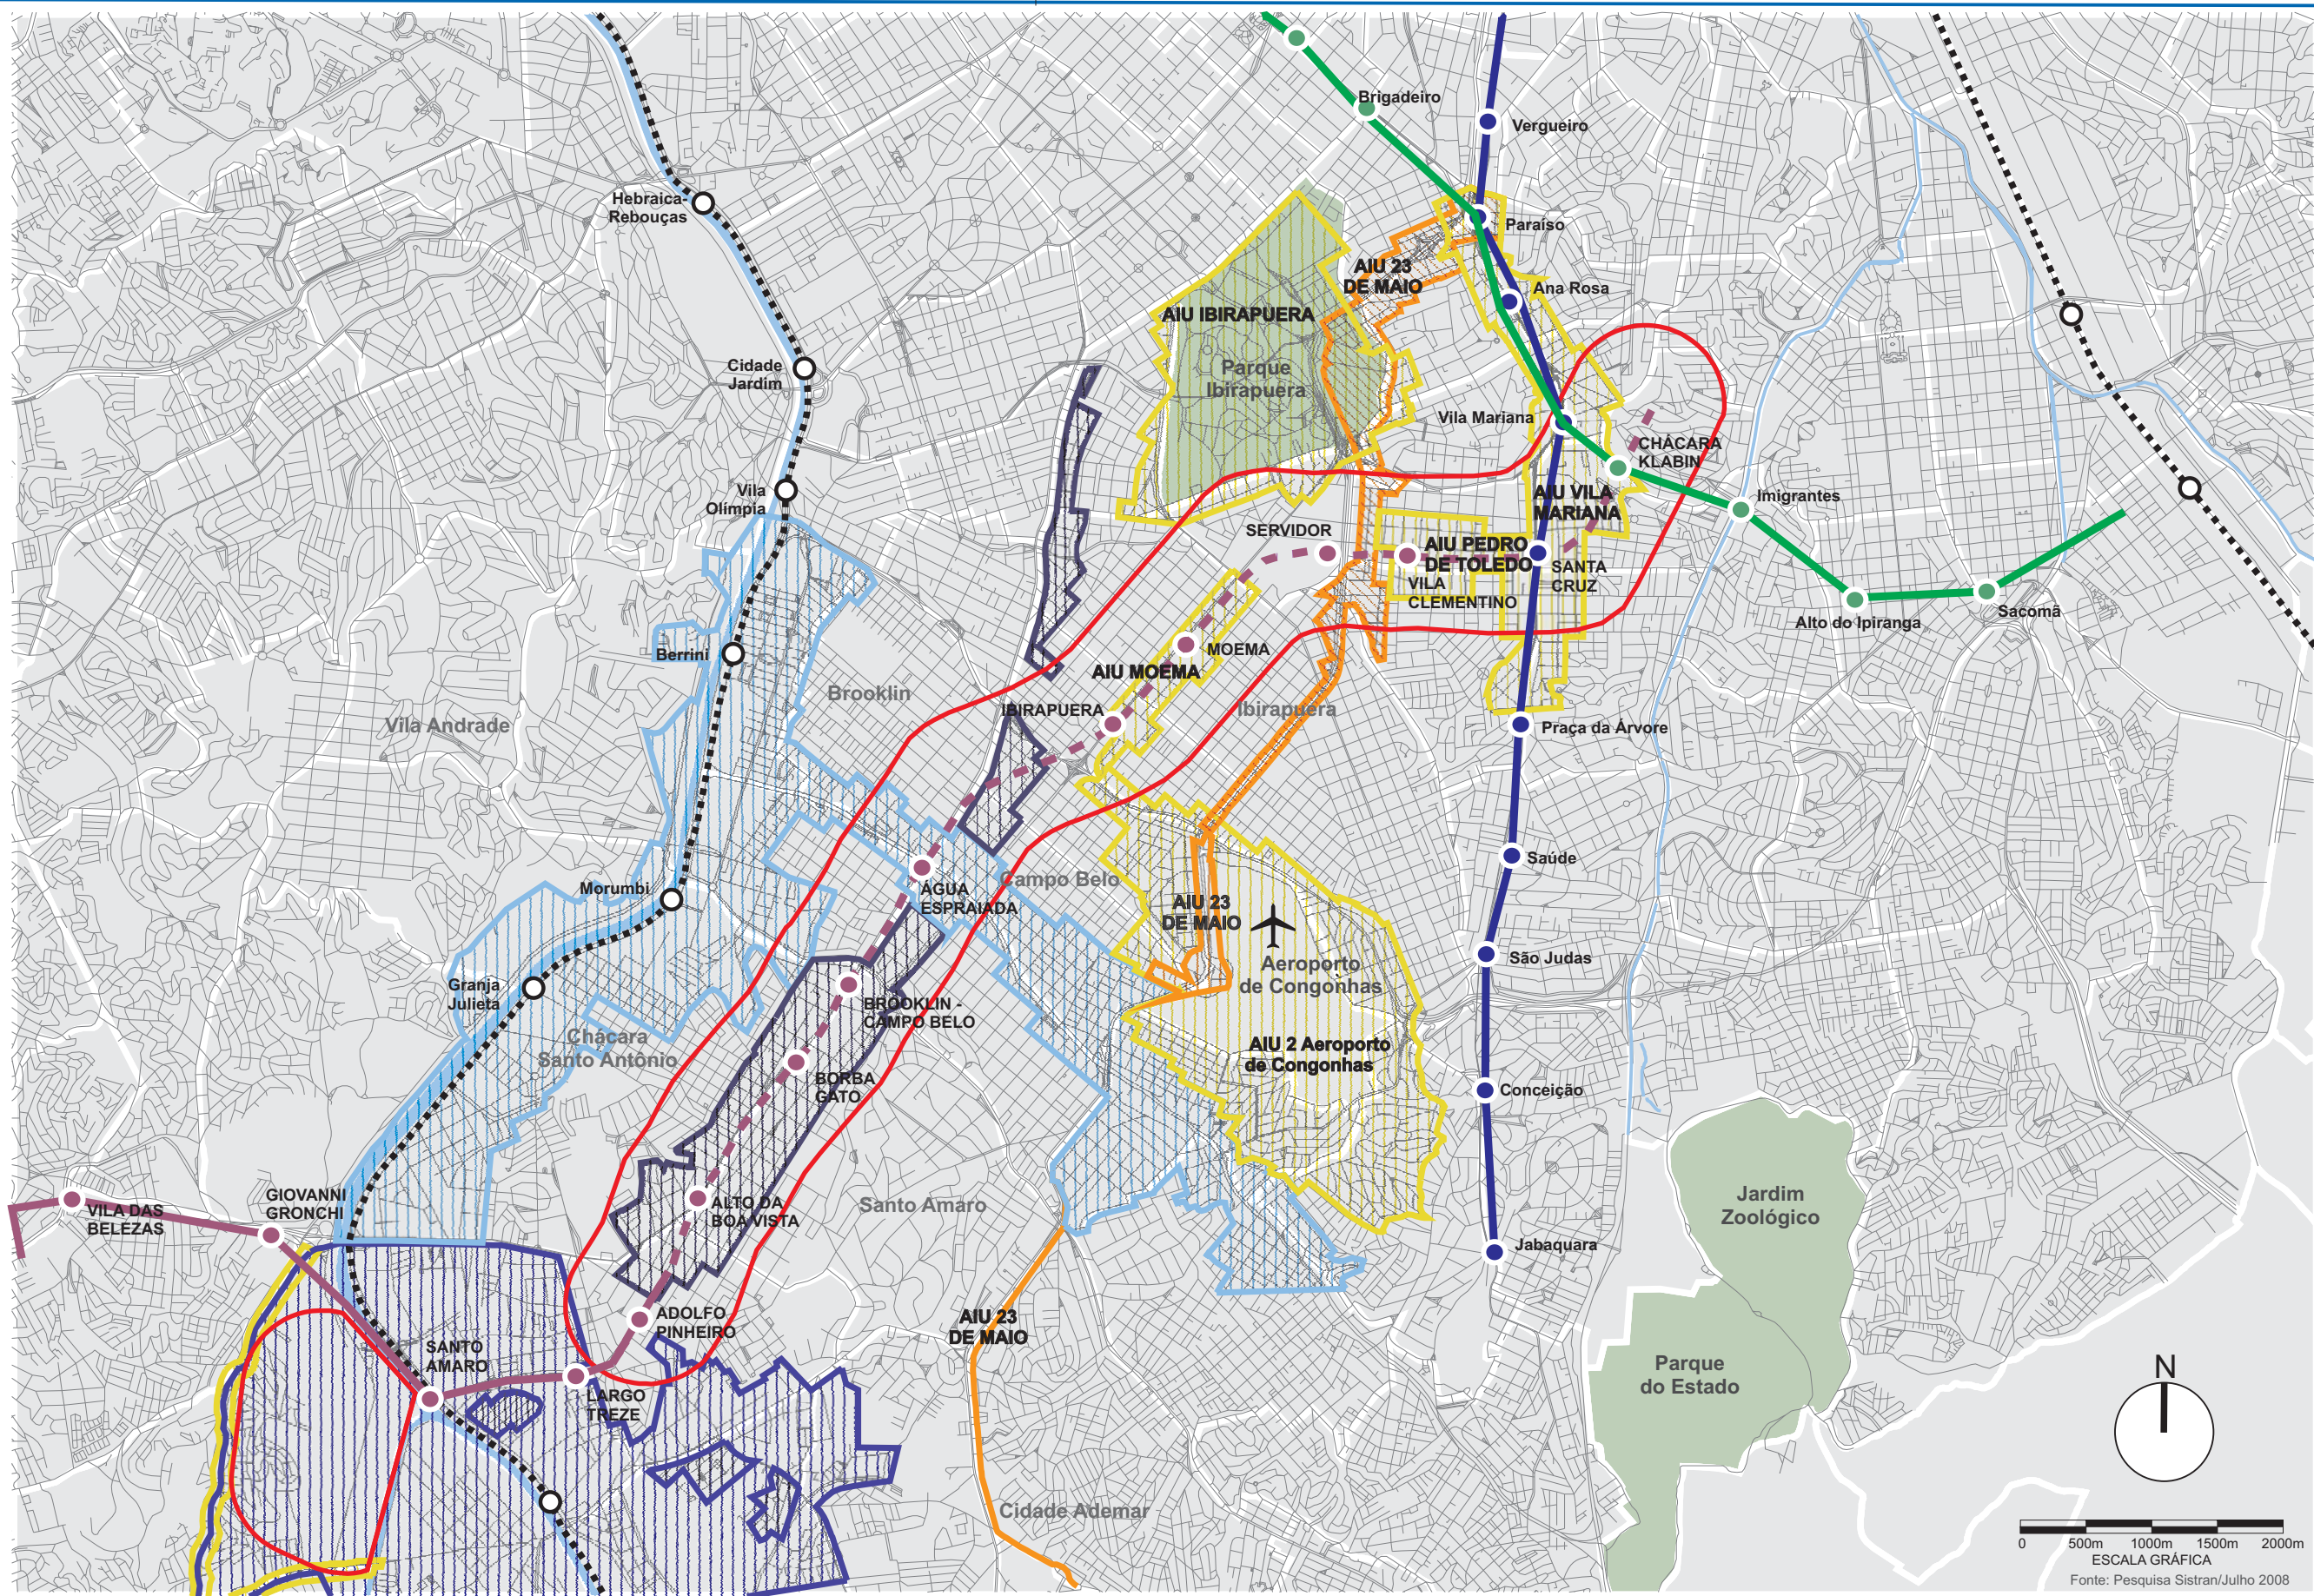 Brigadeiro
Vergueiro
Hebraica-
Rebouças
Paraíso
AIU 23
DE MAIO
Ana Rosa
AIU IBIRAPUERA
Cidade
Jardim
Parque
Ibirapuera
Vila Mariana
CHÁCARA
KLABIN
Vila
Olímpia
AIU VILA
MARIANA
Imigrantes
SERVIDOR
AIU PEDRO
DE TOLEDO
SANTA
CRUZ
VILA
CLEMENTINO
Alto do Ipiranga
Sacomã
Berrini
MOEMA
AIU MOEMA
Brooklin
IBIRAPUERA
Ibirapuera
Vila Andrade
Praça da Árvore
Saúde
Morumbi
ÁGUA
ESPRAIADA
Campo Belo
AIU 23
DE MAIO
São Judas
Aeroporto
de Congonhas
Granja
Julieta
BROOKLIN -
CAMPO BELO
Chácara
Santo Antônio
AIU 2 Aeroporto
de Congonhas
BORBA
GATO
Conceição
VILA DAS
BELEZAS
GIOVANNI
GRONCHI
ALTO DA
BOA VISTA
Santo Amaro
Jardim
Zoológico
Jabaquara
ADOLFO
PINHEIRO
AIU 23
DE MAIO
SANTO
AMARO
LARGO
TREZE
Parque
do Estado
N
Cidade Ademar
0 500m 1000m 1500m 2000m
ESCALA GRÁFICA
Fonte: Pesquisa Sistran/Julho 2008